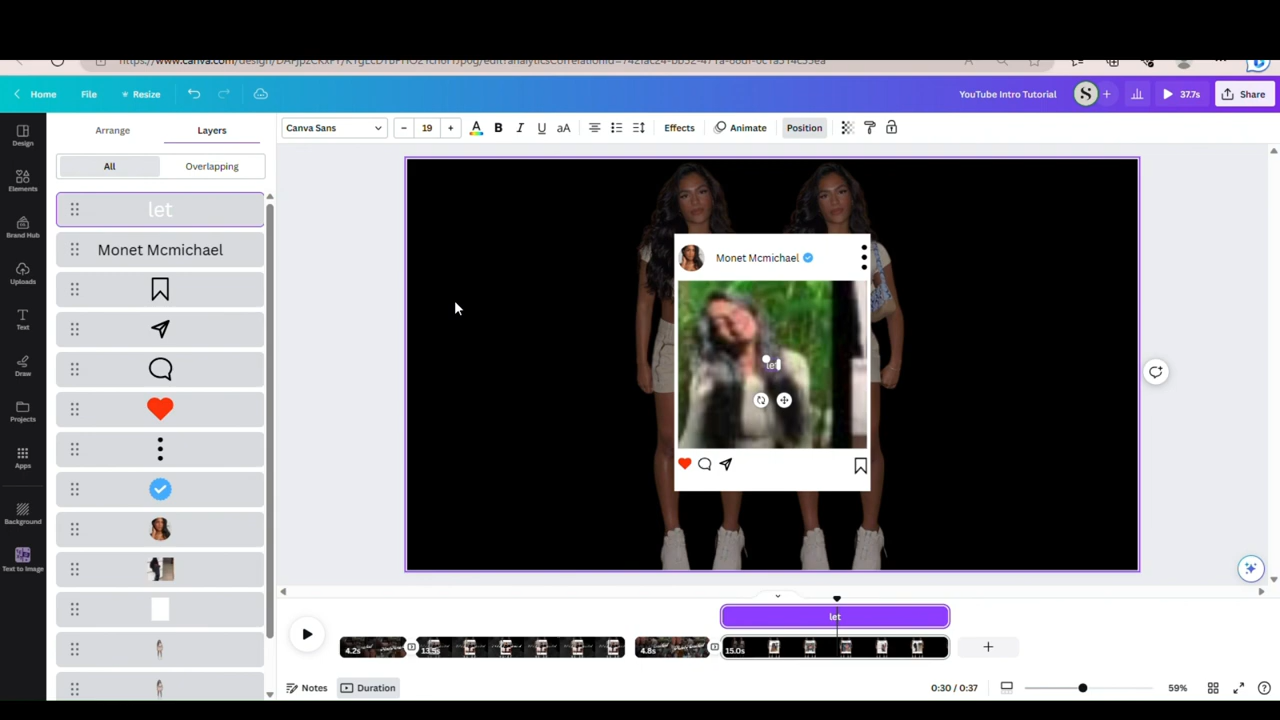 Home File Resize YouTube Intro Tutorial S + 37.7s Share
Arrange Layers Canva Sans - 19 + A B I U aA Effects Animate Position
Design
All Overlapping
Elements
let
Brand Hub
Monet Mcmichael
Monet Mcmichael
Uploads
Text
let
Draw
Projects
Apps
Background
Text to Image
let
4.2s 13.5s 4.8s 15.0s +
Notes Duration 0:30 / 0:37 59%